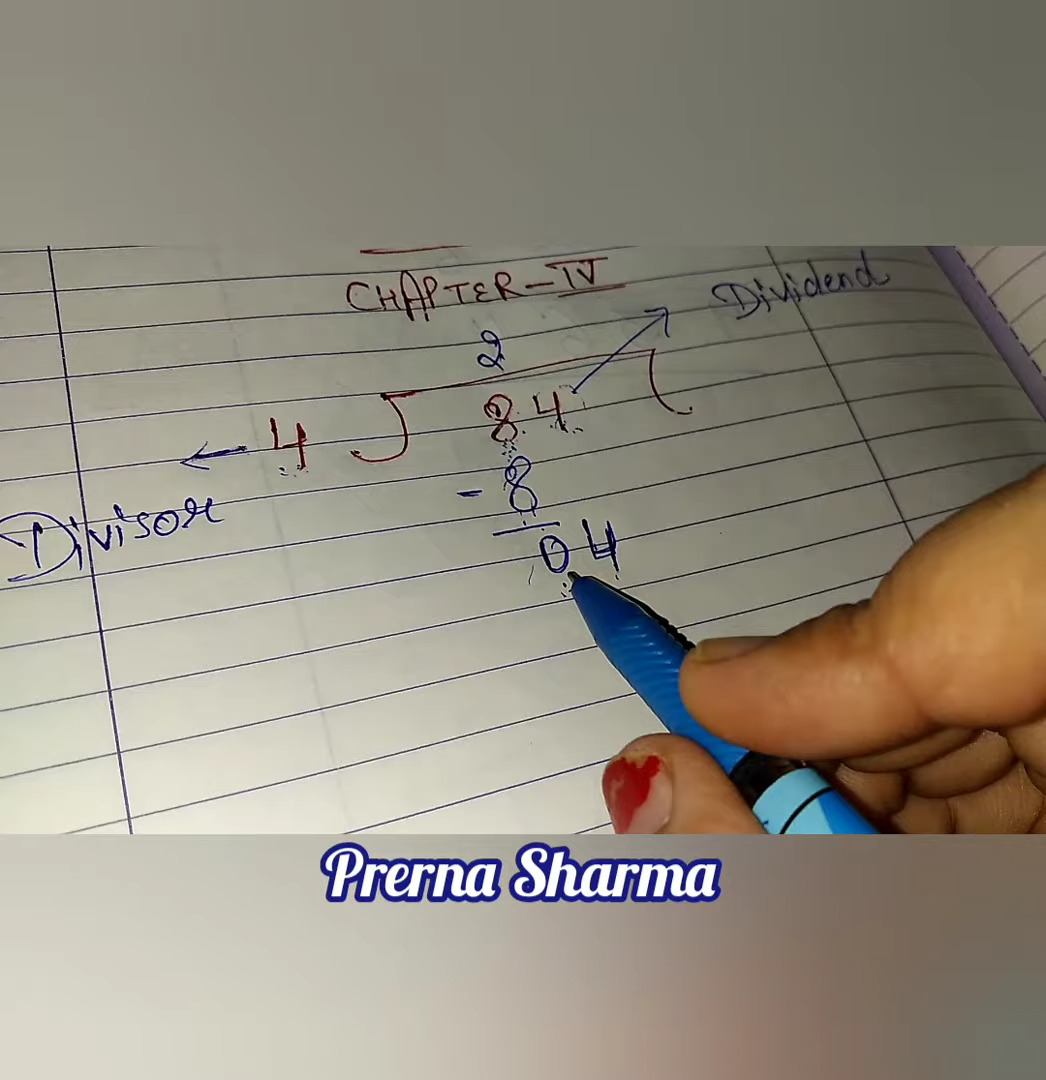 CHAPTER-IV
Dividend
2
4 84
Divisor
- 8
04
Prerna Sharma